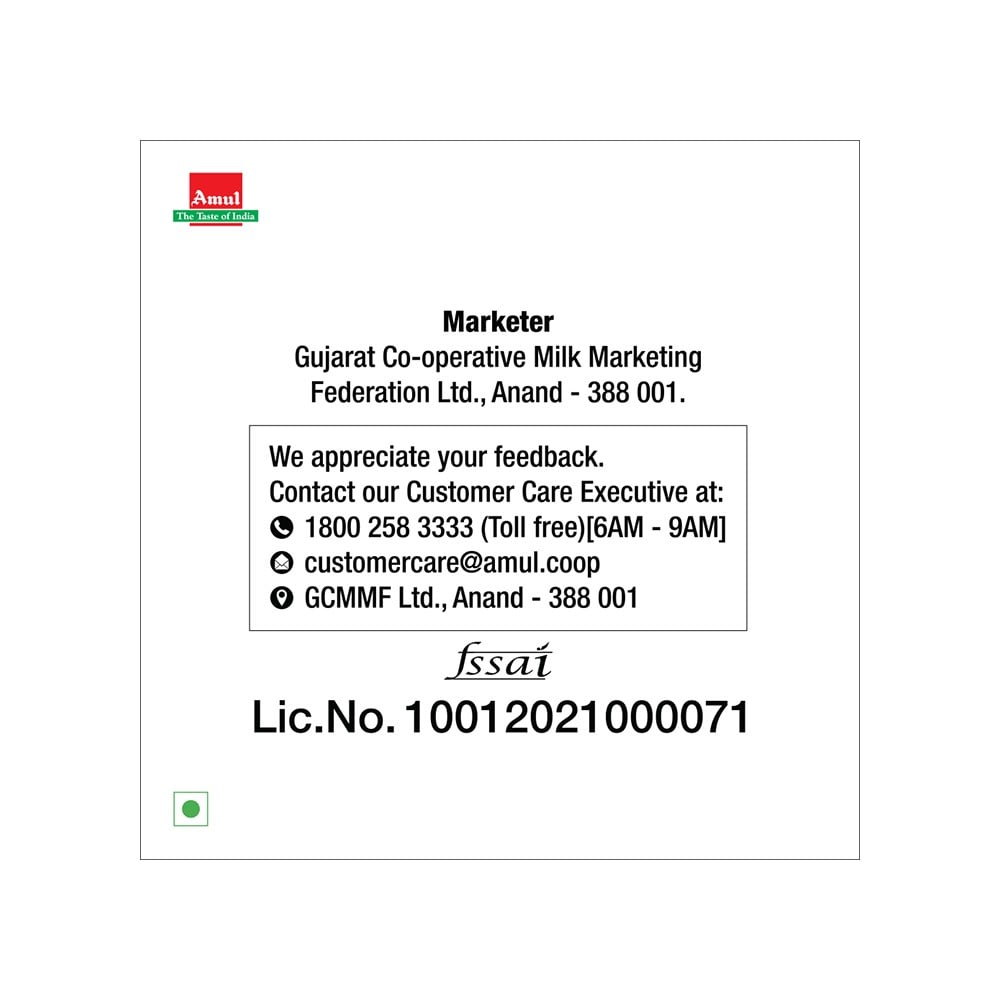 Amul
The Taste of India
Marketer
Gujarat Co-operative Milk Marketing
Federation Ltd., Anand - 388 001.
We appreciate your feedback.
Contact our Customer Care Executive at:
1800 258 3333 (Toll free)[6AM - 9AM]
customercare@amul.coop
GCMMF Ltd., Anand - 388 001
fssai
Lic.No. 10012021000071